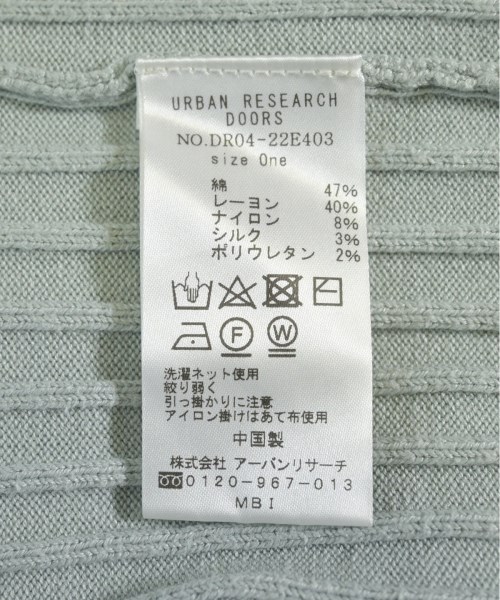 URBAN RESEARCH
DOORS
NO.DR04-22E403
size One
綿 47%
レーヨン 40%
ナイロン 8%
シルク 3%
ポリウレタン 2%
F W
洗濯ネット使用
絞り弱く
引っ掛かりに注意
アイロン掛けはあて布使用
中国製
株式会社 アーバンリサーチ
0120-967-013
MBI